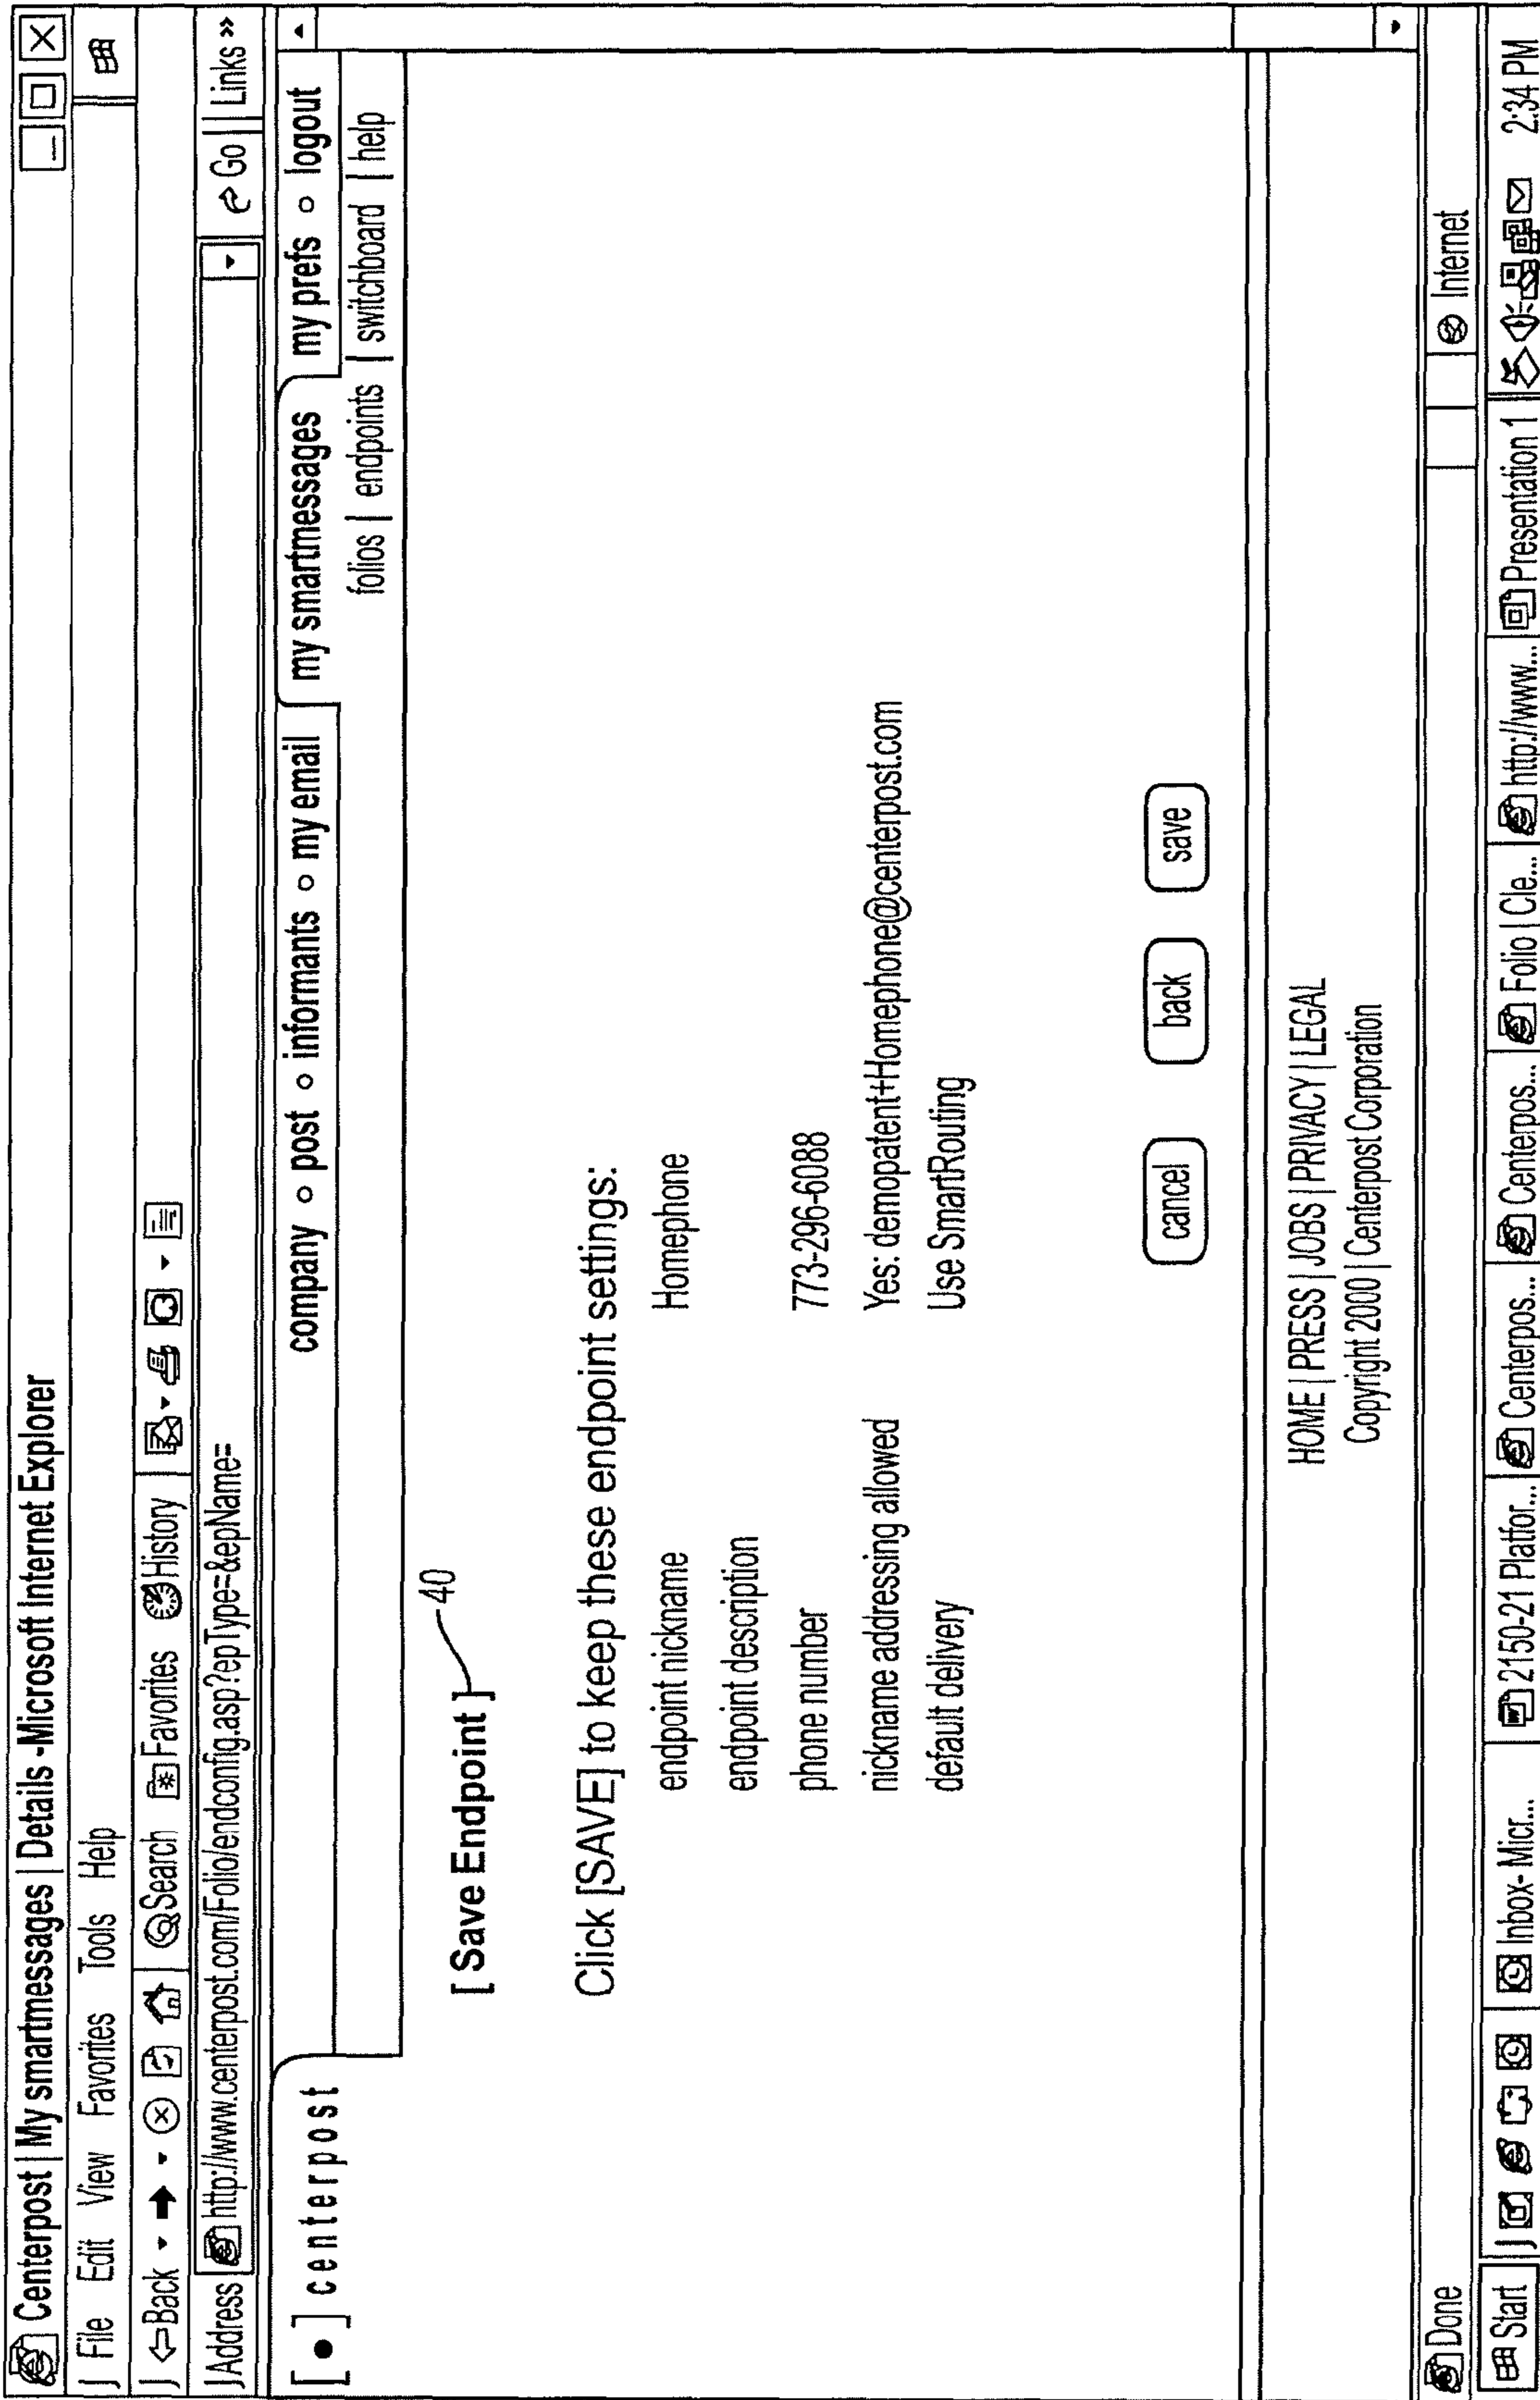 Centerpost | My smartmessages | Details -Microsoft Internet Explorer
File Edit View Favorites Tools Help
Back Search Favorites History
Address http://www.centerpost.com/Folio/endconfig.asp?epType=&epName= Go Links »
[ • ] centerpost company o post o informants o my email my smartmessages my prefs o logout
folios | endpoints | switchboard | help
[ Save Endpoint ] 40
Click [SAVE] to keep these endpoint settings:
endpoint nickname Homephone
endpoint description
phone number 773-296-6088
nickname addressing allowed Yes: demopatent+Homephone@centerpost.com
default delivery Use SmartRouting
cancel back save
HOME | PRESS | JOBS | PRIVACY | LEGAL
Copyright 2000 | Centerpost Corporation
Done Internet
Start Inbox- Micr... 2150-21 Platfor... Centerpos... Centerpos... Folio | Cle... http://www... Presentation 1 2:34 PM